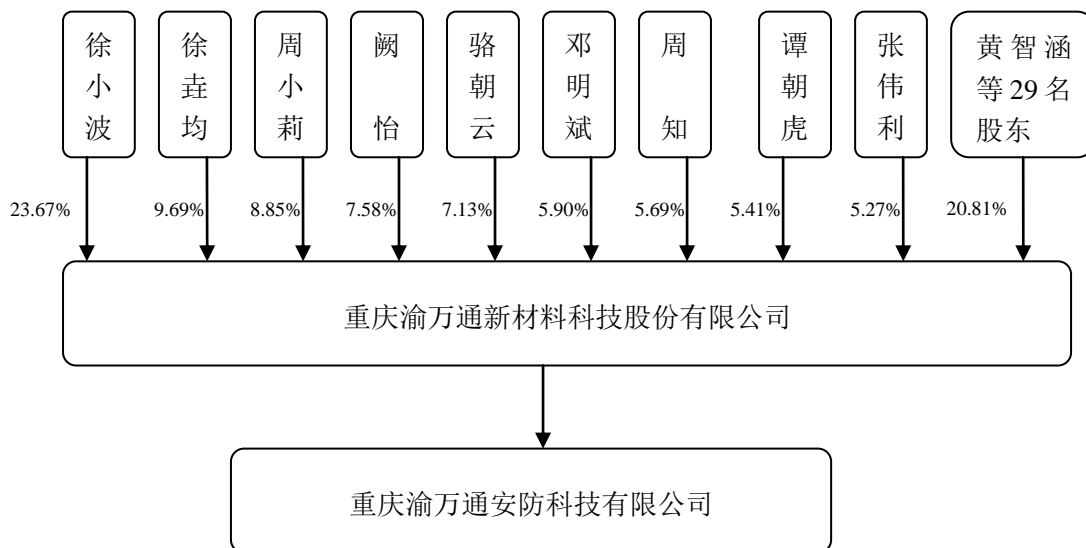 徐小波
徐垚均
周小莉
阙怡
骆朝云
邓明斌
周知
谭朝虎
张伟利
黄智涵
等 29 名
股东
23.67%
9.69%
8.85%
7.58%
7.13%
5.90%
5.69%
5.41%
5.27%
20.81%
重庆渝万通新材料科技股份有限公司
重庆渝万通安防科技有限公司